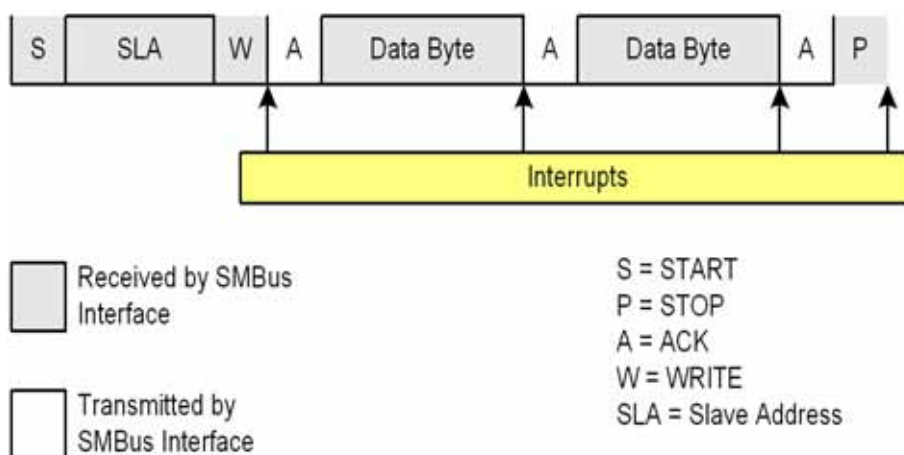 S SLA W A Data Byte A Data Byte A P
Interrupts
Received by SMBus
Interface
Transmitted by
SMBus Interface
S = START
P = STOP
A = ACK
W = WRITE
SLA = Slave Address